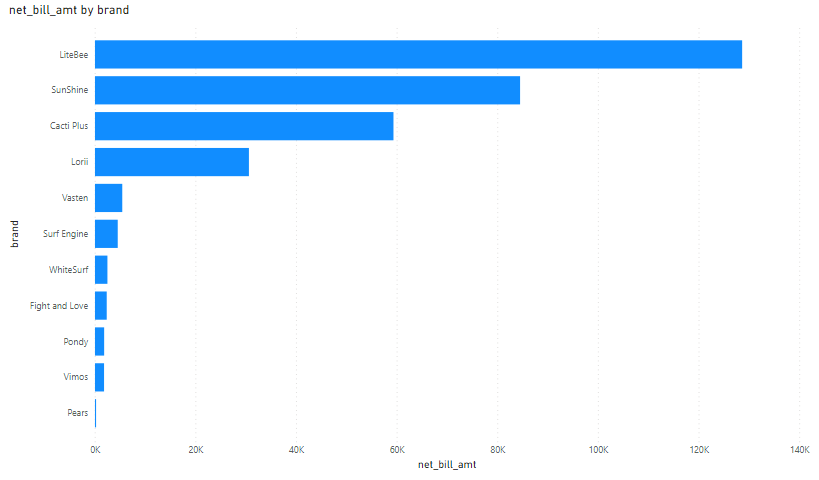 net_bill_amt by brand
LiteBee
SunShine
Cacti Plus
Lorii
Vasten
Surf Engine
WhiteSurf
Fight and Love
Pondy
Vimos
Pears
brand
0K 20K 40K 60K 80K 100K 120K 140K
net_bill_amt